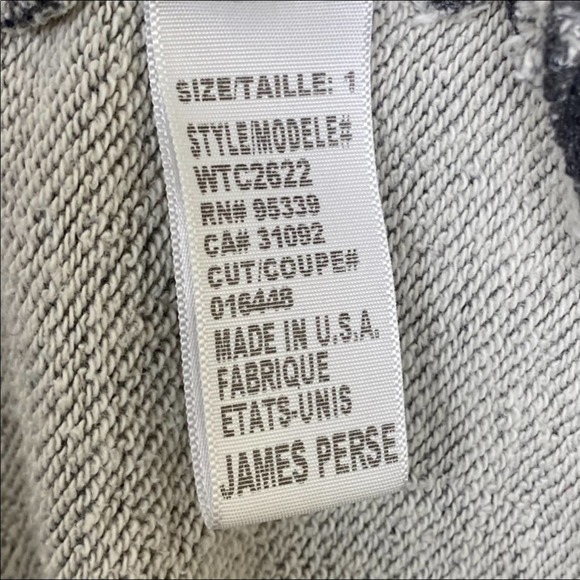 SIZE/TAILLE: 1
STYLE/MODELE#
WTC2622
RN# 95339
CA# 31092
CUT/COUPE#
016448
MADE IN U.S.A.
FABRIQUE
ETATS-UNIS
JAMES PERSE